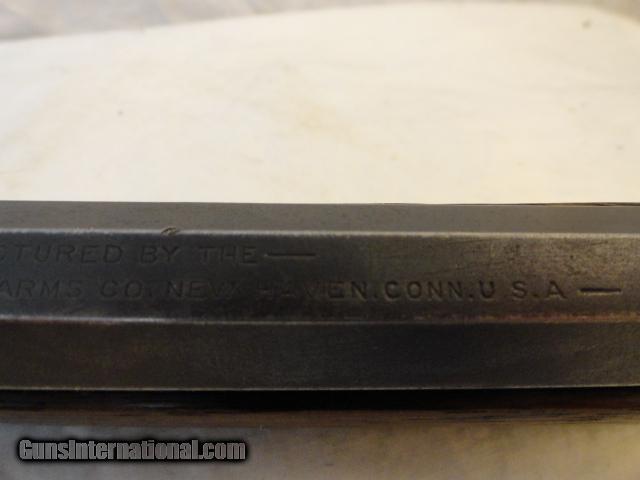 CTURED BY THE —
ARMS CO. NEW HAVEN. CONN. U S. A —
GunsInternational.com